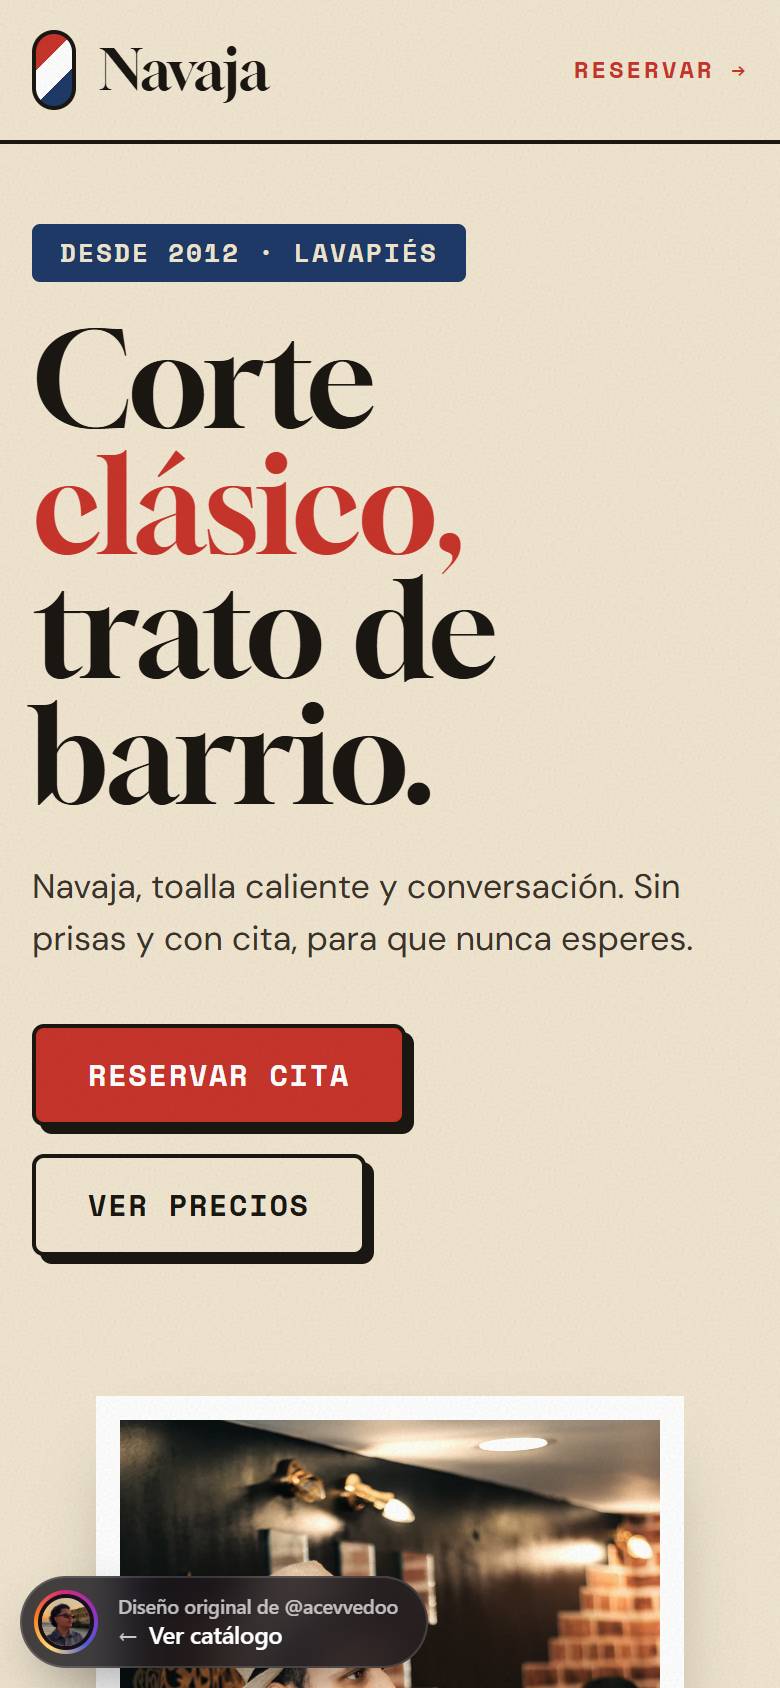 Navaja
RESERVAR →
DESDE 2012 · LAVAPIÉS
Corte
clásico,
trato de
barrio.
Navaja, toalla caliente y conversación. Sin
prisas y con cita, para que nunca esperes.
RESERVAR CITA
VER PRECIOS
Diseño original de @acevvedoo
← Ver catálogo